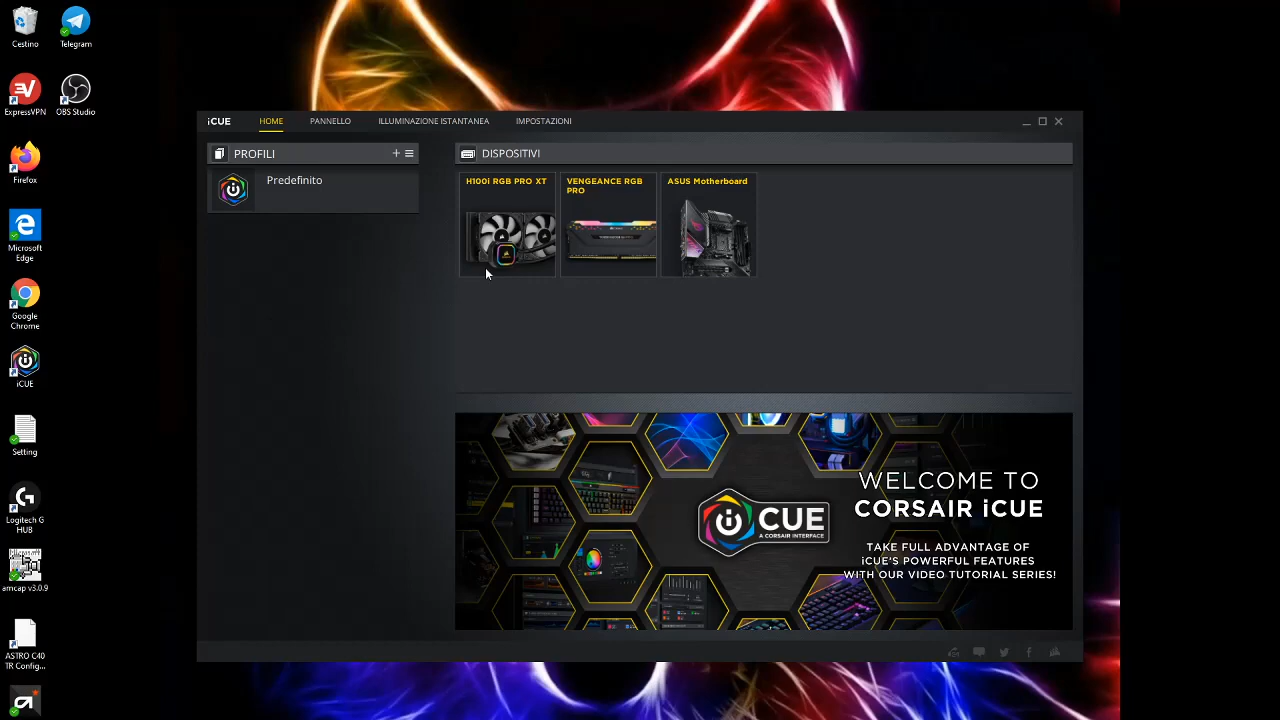 Cestino
Telegram
ExpressVPN
OBS Studio
Firefox
Microsoft
Edge
Google
Chrome
iCUE
Setting
Logitech G
HUB
amcap v3.0.9
ASTRO C40
TR Config...
iCUE
HOME
PANNELLO
ILLUMINAZIONE ISTANTANEA
IMPOSTAZIONI
PROFILI
Predefinito
DISPOSITIVI
H100i RGB PRO XT
VENGEANCE RGB
PRO
ASUS Motherboard
CUE
A CORSAIR INTERFACE
WELCOME TO
CORSAIR iCUE
TAKE FULL ADVANTAGE OF
iCUE'S POWERFUL FEATURES
WITH OUR VIDEO TUTORIAL SERIES!